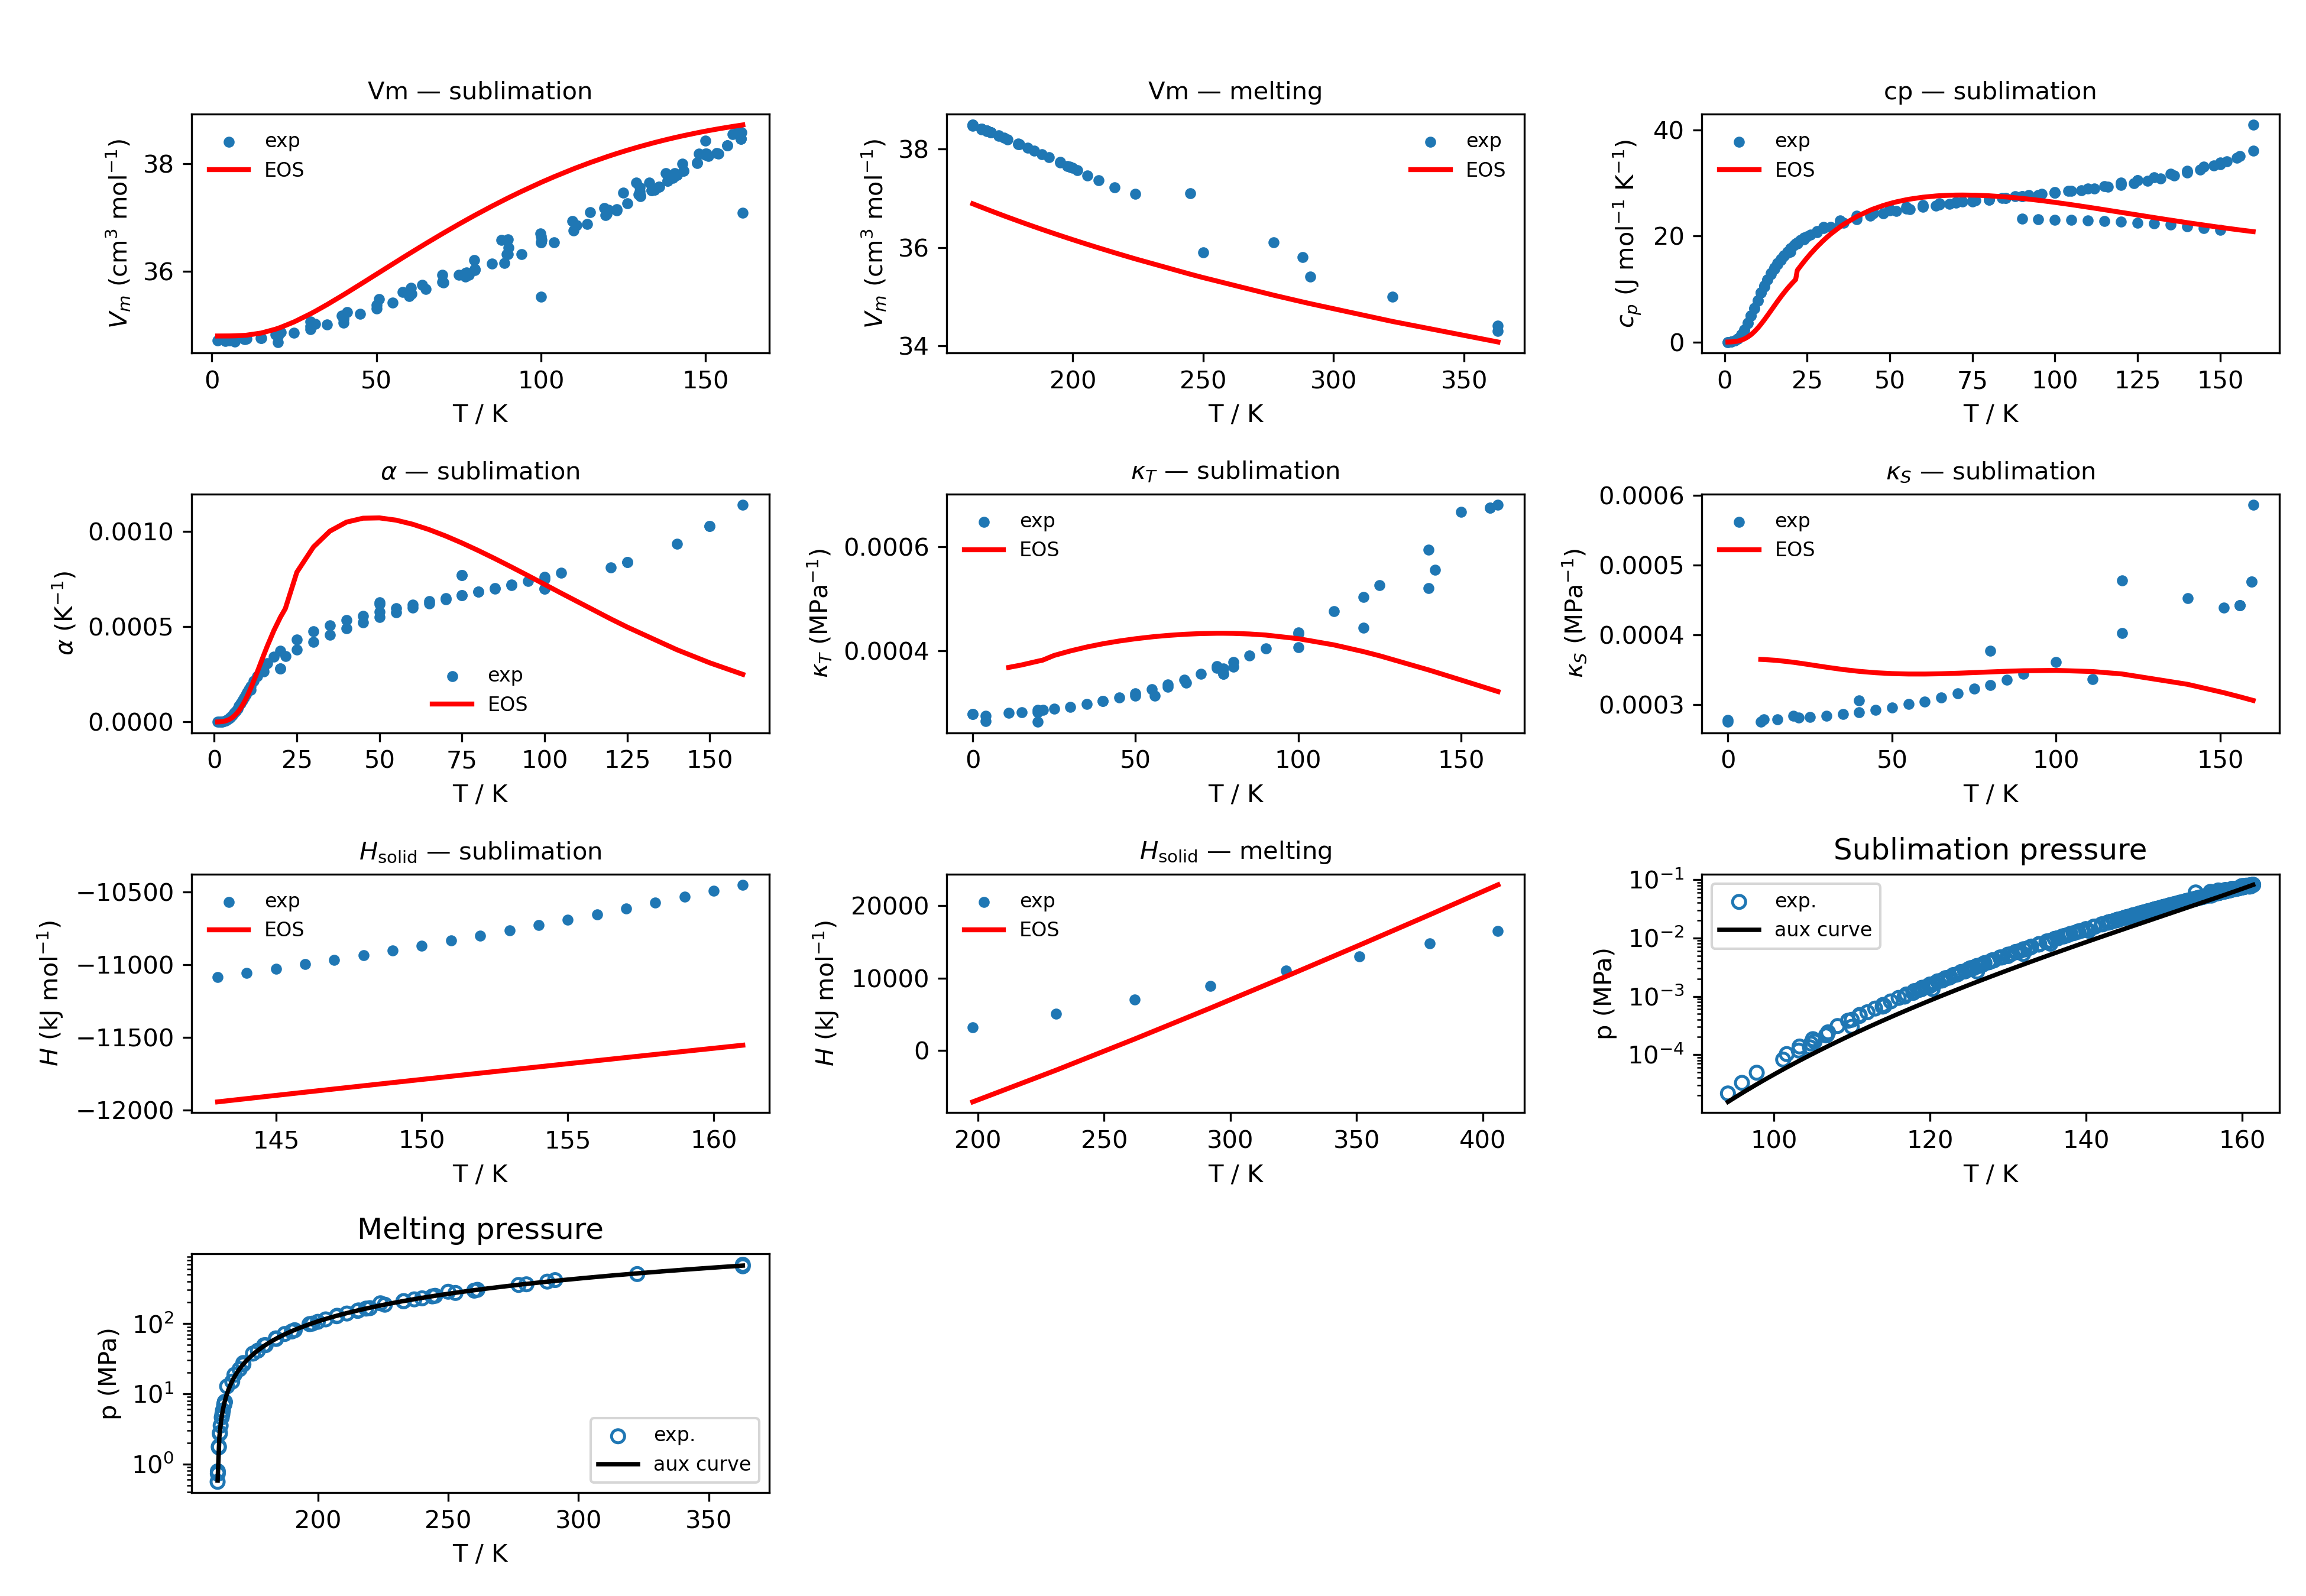 Vm — sublimation
V_m (cm³ mol⁻¹)
38
36
exp
EOS
0 50 100 150
T / K
Vm — melting
V_m (cm³ mol⁻¹)
38
36
34
exp
EOS
200 250 300 350
T / K
cp — sublimation
c_p (J mol⁻¹ K⁻¹)
40
20
0
exp
EOS
0 25 50 75 100 125 150
T / K
α — sublimation
α (K⁻¹)
0.0010
0.0005
0.0000
exp
EOS
0 25 50 75 100 125 150
T / K
κ_T — sublimation
κ_T (MPa⁻¹)
0.0006
0.0004
exp
EOS
0 50 100 150
T / K
κ_S — sublimation
κ_S (MPa⁻¹)
0.0006
0.0005
0.0004
0.0003
exp
EOS
0 50 100 150
T / K
H_solid — sublimation
H (kJ mol⁻¹)
−10500
−11000
−11500
−12000
exp
EOS
145 150 155 160
T / K
H_solid — melting
H (kJ mol⁻¹)
20000
10000
0
exp
EOS
200 250 300 350 400
T / K
Sublimation pressure
p (MPa)
10⁻¹
10⁻²
10⁻³
10⁻⁴
exp.
aux curve
100 120 140 160
T / K
Melting pressure
p (MPa)
10²
10¹
10⁰
exp.
aux curve
200 250 300 350
T / K